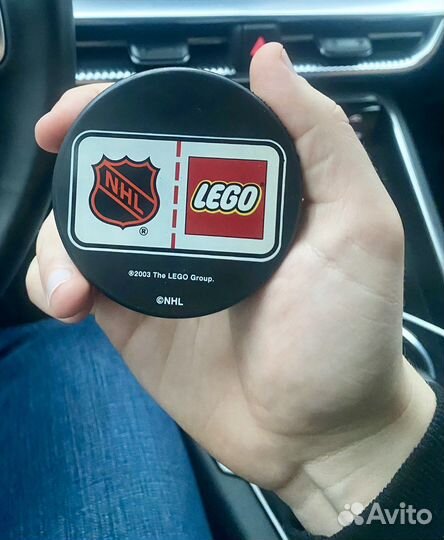 NHL
®
LEGO
®2003 The LEGO Group.
©NHL
Avito